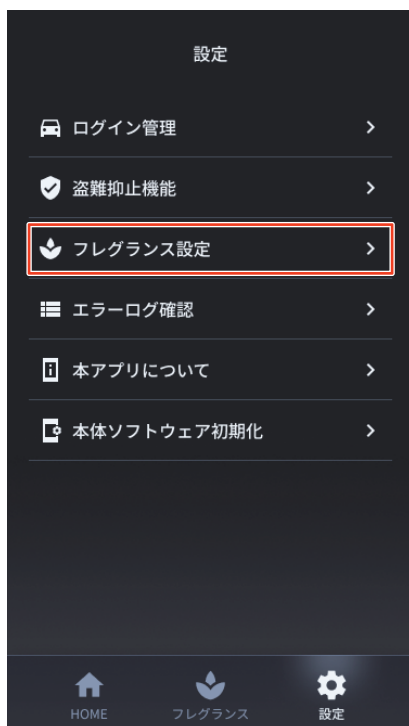 設定
ログイン管理
盗難抑止機能
フレグランス設定
エラーログ確認
本アプリについて
本体ソフトウェア初期化
HOME
フレグランス
設定